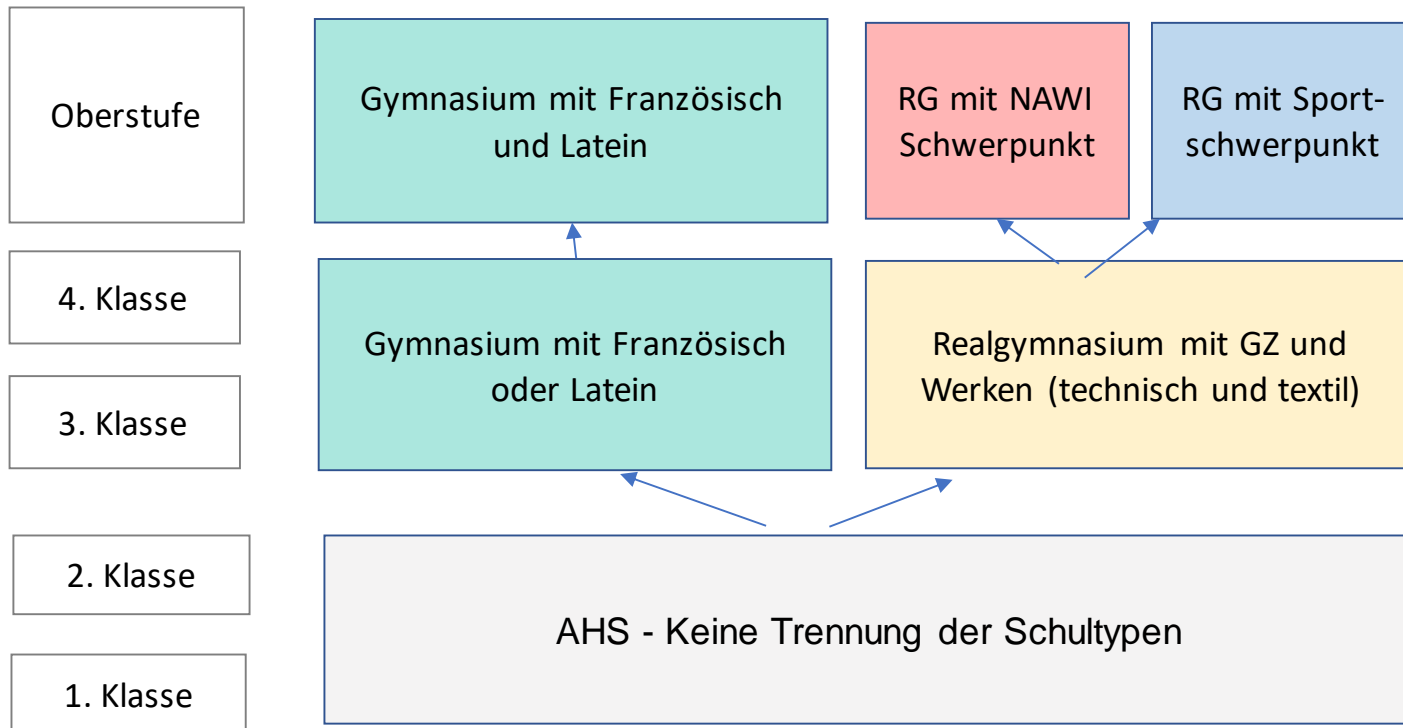 Oberstufe
Gymnasium mit Französisch
und Latein
RG mit NAWI
Schwerpunkt
RG mit Sport-
schwerpunkt
4. Klasse
3. Klasse
Gymnasium mit Französisch
oder Latein
Realgymnasium mit GZ und
Werken (technisch und textil)
2. Klasse
1. Klasse
AHS - Keine Trennung der Schultypen